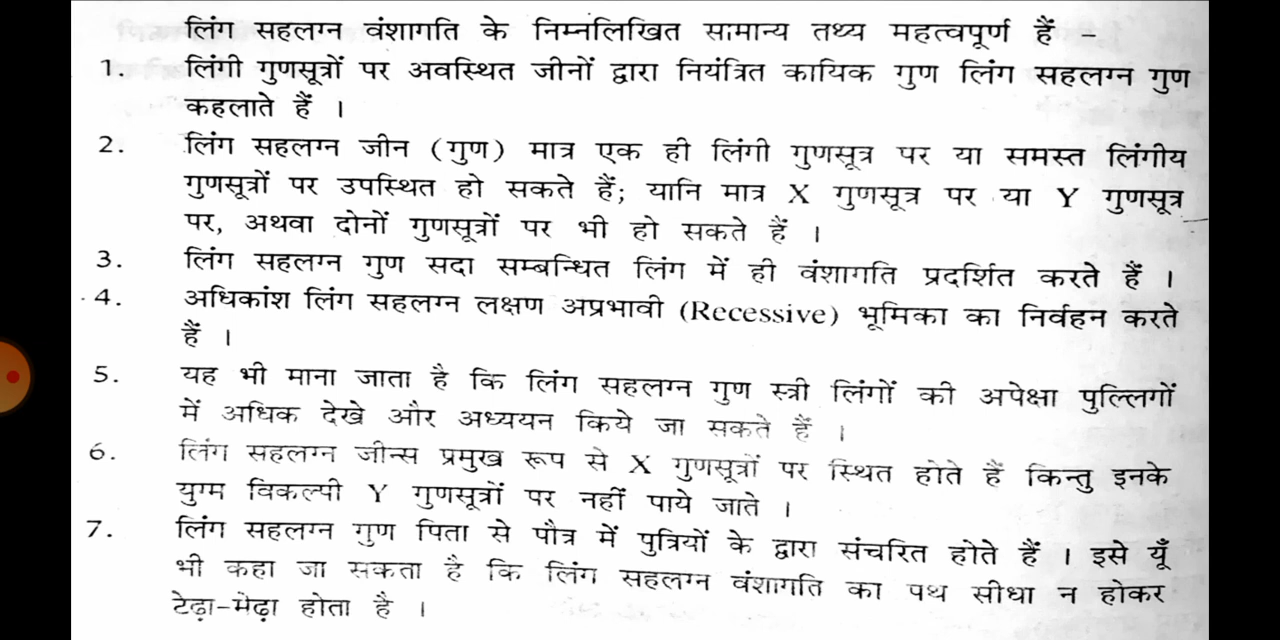 लिंग सहलग्न वंशागति के निम्नलिखित सामान्य तथ्य महत्वपूर्ण हैं –
1. लिंगी गुणसूत्रों पर अवस्थित जीनों द्वारा नियंत्रित कायिक गुण लिंग सहलग्न गुण
कहलाते हैं ।
2. लिंग सहलग्न जीन (गुण) मात्र एक ही लिंगी गुणसूत्र पर या समस्त लिंगीय
गुणसूत्रों पर उपस्थित हो सकते हैं; यानि मात्र X गुणसूत्र पर या Y गुणसूत्र
पर, अथवा दोनों गुणसूत्रों पर भी हो सकते हैं ।
3. लिंग सहलग्न गुण सदा सम्बन्धित लिंग में ही वंशागति प्रदर्शित करते हैं ।
4. अधिकांश लिंग सहलग्न लक्षण अप्रभावी (Recessive) भूमिका का निर्वहन करते
हैं ।
5. यह भी माना जाता है कि लिंग सहलग्न गुण स्त्री लिंगों की अपेक्षा पुल्लिगों
में अधिक देखे और अध्ययन किये जा सकते हैं ।
6. लिंग सहलग्न जीन्स प्रमुख रूप से X गुणसूत्रों पर स्थित होते हैं किन्तु इनके
युग्म विकल्पी Y गुणसूत्रों पर नहीं पाये जाते ।
7. लिंग सहलग्न गुण पिता से पौत्र में पुत्रियों के द्वारा संचरित होते हैं । इसे यूँ
भी कहा जा सकता है कि लिंग सहलग्न वंशागति का पथ सीधा न होकर
टेढ़ा-मेढ़ा होता है ।